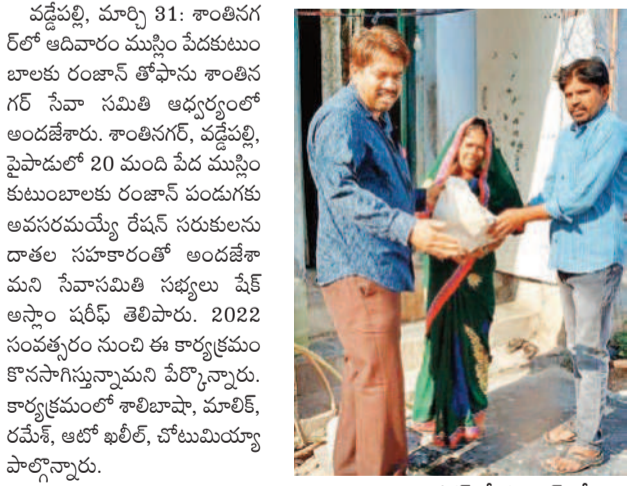 వడ్డేపల్లి, మార్చి 31: శాంతినగ
ర్‌లో ఆదివారం ముస్లిం పేదకుటుం
బాలకు రంజాన్ తోఫాను శాంతిన
గర్ సేవా సమితి ఆధ్వర్యంలో
అందజేశారు. శాంతినగర్, వడ్డేపల్లి,
పైపాడులో 20 మంది పేద ముస్లిం
కుటుంబాలకు రంజాన్ పండుగకు
అవసరమయ్యే రేషన్ సరుకులను
దాతల సహకారంతో అందజేశా
మని సేవాసమితి సభ్యలు షేక్
అస్లాం షరీఫ్ తెలిపారు. 2022
సంవత్సరం నుంచి ఈ కార్యక్రమం
కొనసాగిస్తున్నామని పేర్కొన్నారు.
కార్యక్రమంలో శాలిబాషా, మాలిక్,
రమేశ్, ఆటో ఖలీల్, చోటుమియ్యా
పాల్గొన్నారు.